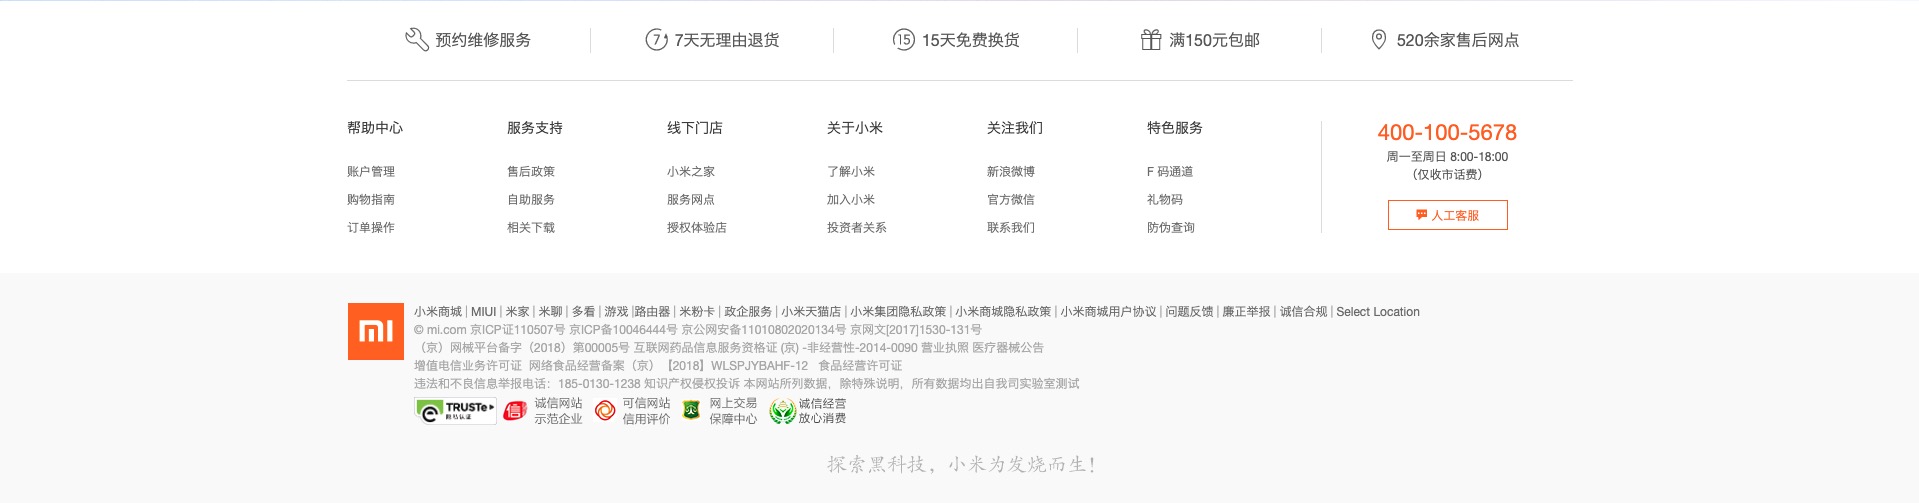 预约维修服务
7 7天无理由退货
15 15天免费换货
满150元包邮
520余家售后网点
帮助中心
账户管理
购物指南
订单操作
服务支持
售后政策
自助服务
相关下载
线下门店
小米之家
服务网点
授权体验店
关于小米
了解小米
加入小米
投资者关系
关注我们
新浪微博
官方微信
联系我们
特色服务
F 码通道
礼物码
防伪查询
400-100-5678
周一至周日 8:00-18:00
（仅收市话费）
人工客服
mi
小米商城 | MIUI | 米家 | 米聊 | 多看 | 游戏 |路由器 | 米粉卡 | 政企服务 | 小米天猫店 | 小米集团隐私政策 | 小米商城隐私政策 | 小米商城用户协议 | 问题反馈 | 廉正举报 | 诚信合规 | Select Location
© mi.com 京ICP证110507号 京ICP备10046444号 京公网安备11010802020134号 京网文[2017]1530-131号
（京）网械平台备字（2018）第00005号 互联网药品信息服务资格证 (京) -非经营性-2014-0090 营业执照 医疗器械公告
增值电信业务许可证 网络食品经营备案（京）【2018】WLSPJYBAHF-12 食品经营许可证
违法和不良信息举报电话：185-0130-1238 知识产权侵权投诉 本网站所列数据，除特殊说明，所有数据均出自我司实验室测试
TRUSTe
信
诚信网站
示范企业
可信网站
信用评价
网上交易
保障中心
诚信经营
放心消费
探索黑科技，小米为发烧而生！